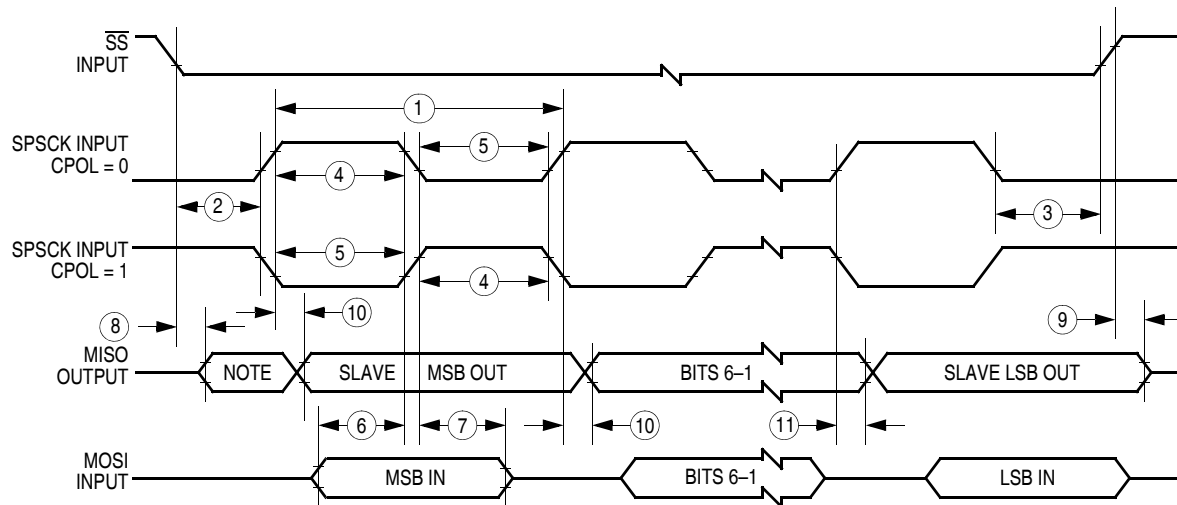 SS
INPUT
1
SPSCK INPUT
CPOL = 0
5
4
2
3
SPSCK INPUT
CPOL = 1
5
4
8
10
9
MISO
OUTPUT
NOTE
SLAVE MSB OUT
BITS 6–1
SLAVE LSB OUT
6
7
10
11
MOSI
INPUT
MSB IN
BITS 6–1
LSB IN